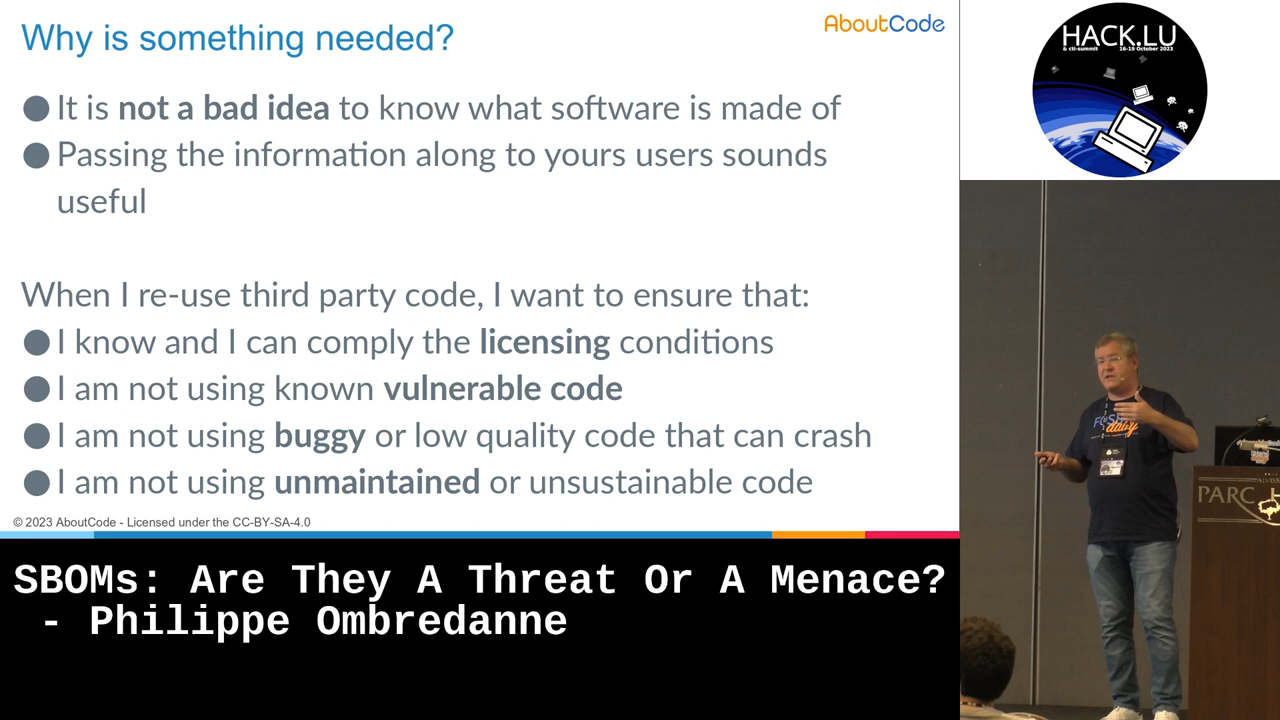 Why is something needed?
AboutCode
● It is not a bad idea to know what software is made of
● Passing the information along to yours users sounds
useful
When I re-use third party code, I want to ensure that:
● I know and I can comply the licensing conditions
● I am not using known vulnerable code
● I am not using buggy or low quality code that can crash
● I am not using unmaintained or unsustainable code
© 2023 AboutCode - Licensed under the CC-BY-SA-4.0
SBOMs: Are They A Threat Or A Menace?
- Philippe Ombredanne
HACK.LU
& cti-summit 16-19 October 2023
PARC H